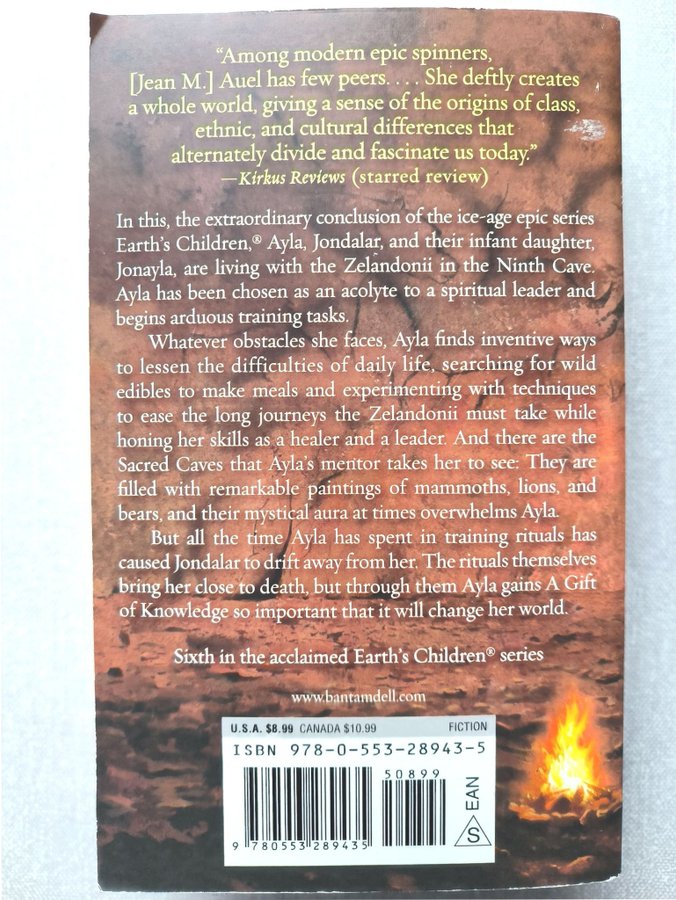 “Among modern epic spinners,
[Jean M.] Auel has few peers. . . . She deftly creates
a whole world, giving a sense of the origins of class,
ethnic, and cultural differences that
alternately divide and fascinate us today.”
—Kirkus Reviews (starred review)
In this, the extraordinary conclusion of the ice-age epic series
Earth’s Children,® Ayla, Jondalar, and their infant daughter,
Jonayla, are living with the Zelandonii in the Ninth Cave.
Ayla has been chosen as an acolyte to a spiritual leader and
begins arduous training tasks.
Whatever obstacles she faces, Ayla finds inventive ways
to lessen the difficulties of daily life, searching for wild
edibles to make meals and experimenting with techniques
to ease the long journeys the Zelandonii must take while
honing her skills as a healer and a leader. And there are the
Sacred Caves that Ayla’s mentor takes her to see: They are
filled with remarkable paintings of mammoths, lions, and
bears, and their mystical aura at times overwhelms Ayla.
But all the time Ayla has spent in training rituals has
caused Jondalar to drift away from her. The rituals themselves
bring her close to death, but through them Ayla gains A Gift
of Knowledge so important that it will change her world.
Sixth in the acclaimed Earth’s Children® series
www.bantamdell.com
U.S.A. $8.99 CANADA $10.99 FICTION
ISBN 978-0-553-28943-5
50899
9 780553 289435
S EAN